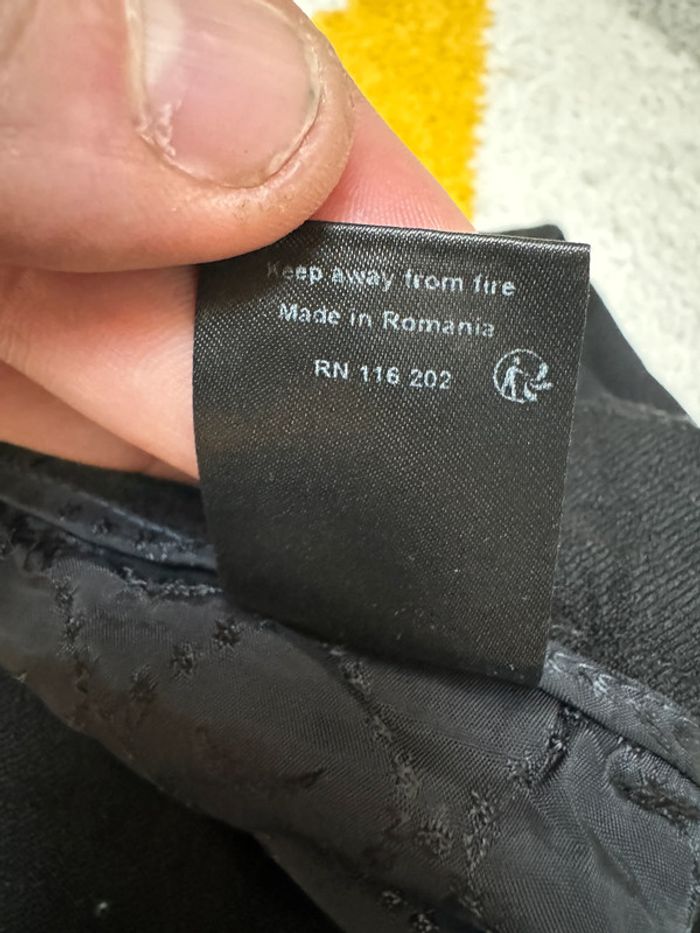 Keep away from fire
Made in Romania
RN 116 202